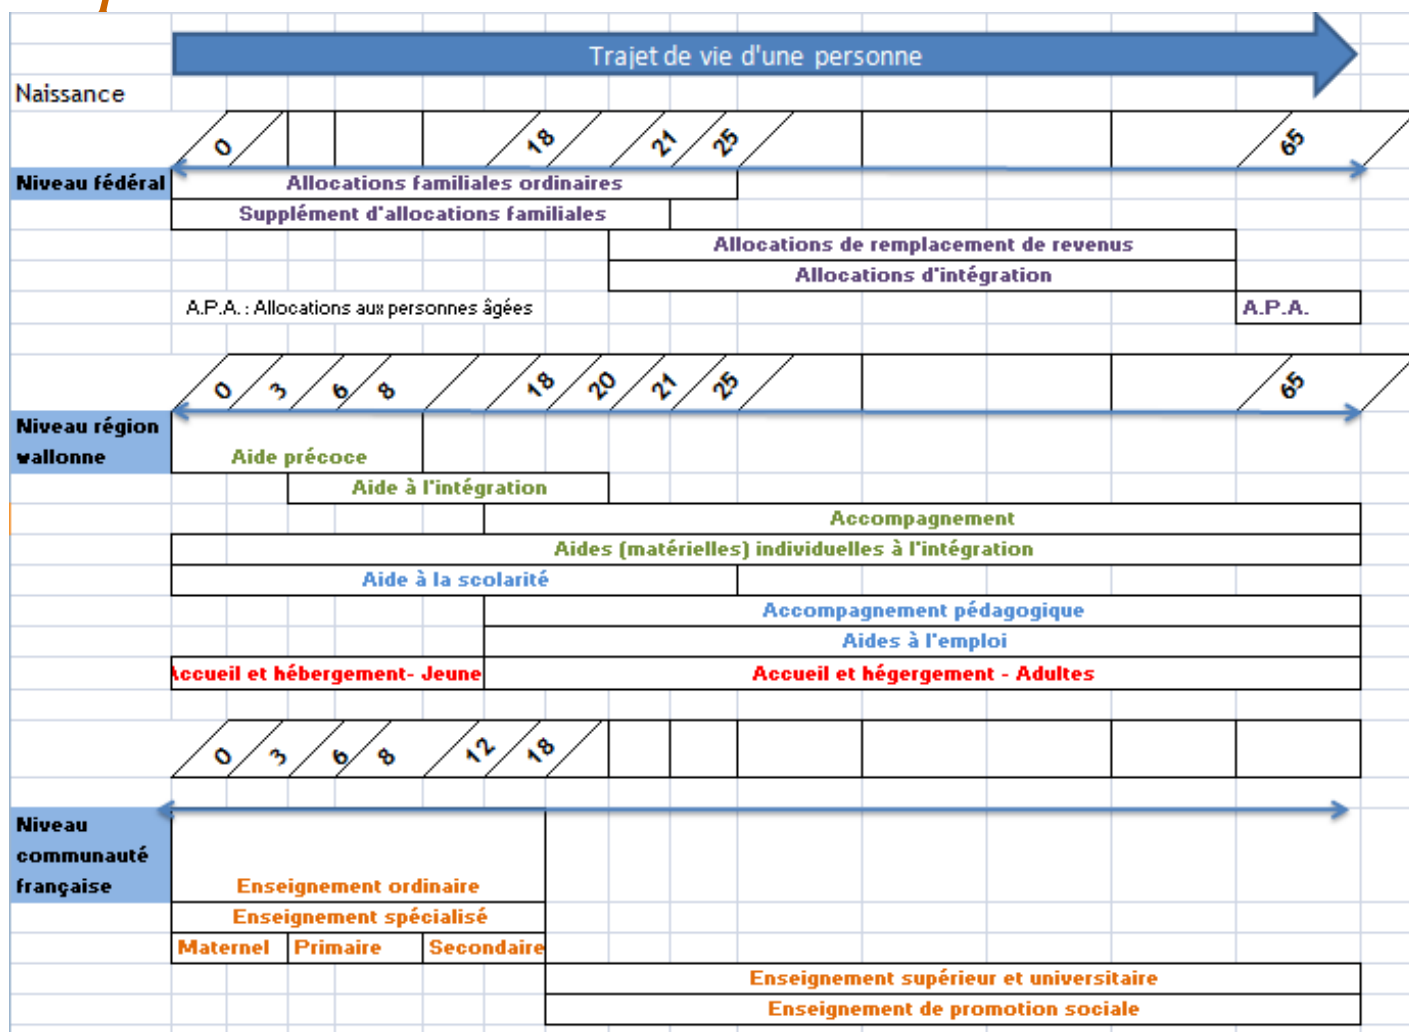 Trajet de vie d'une personne
Naissance
0 18 21 25 65
Niveau fédéral
Allocations familiales ordinaires
Supplément d'allocations familiales
Allocations de remplacement de revenus
Allocations d'intégration
A.P.A. : Allocations aux personnes âgées
A.P.A.
0 3 6 8 18 20 21 25 65
Niveau région
wallonne
Aide précoce
Aide à l'intégration
Accompagnement
Aides (matérielles) individuelles à l'intégration
Aide à la scolarité
Accompagnement pédagogique
Aides à l'emploi
Accueil et hébergement- Jeune
Accueil et hégergement - Adultes
0 3 6 8 12 18
Niveau
communauté
française
Enseignement ordinaire
Enseignement spécialisé
Maternel Primaire Secondaire
Enseignement supérieur et universitaire
Enseignement de promotion sociale